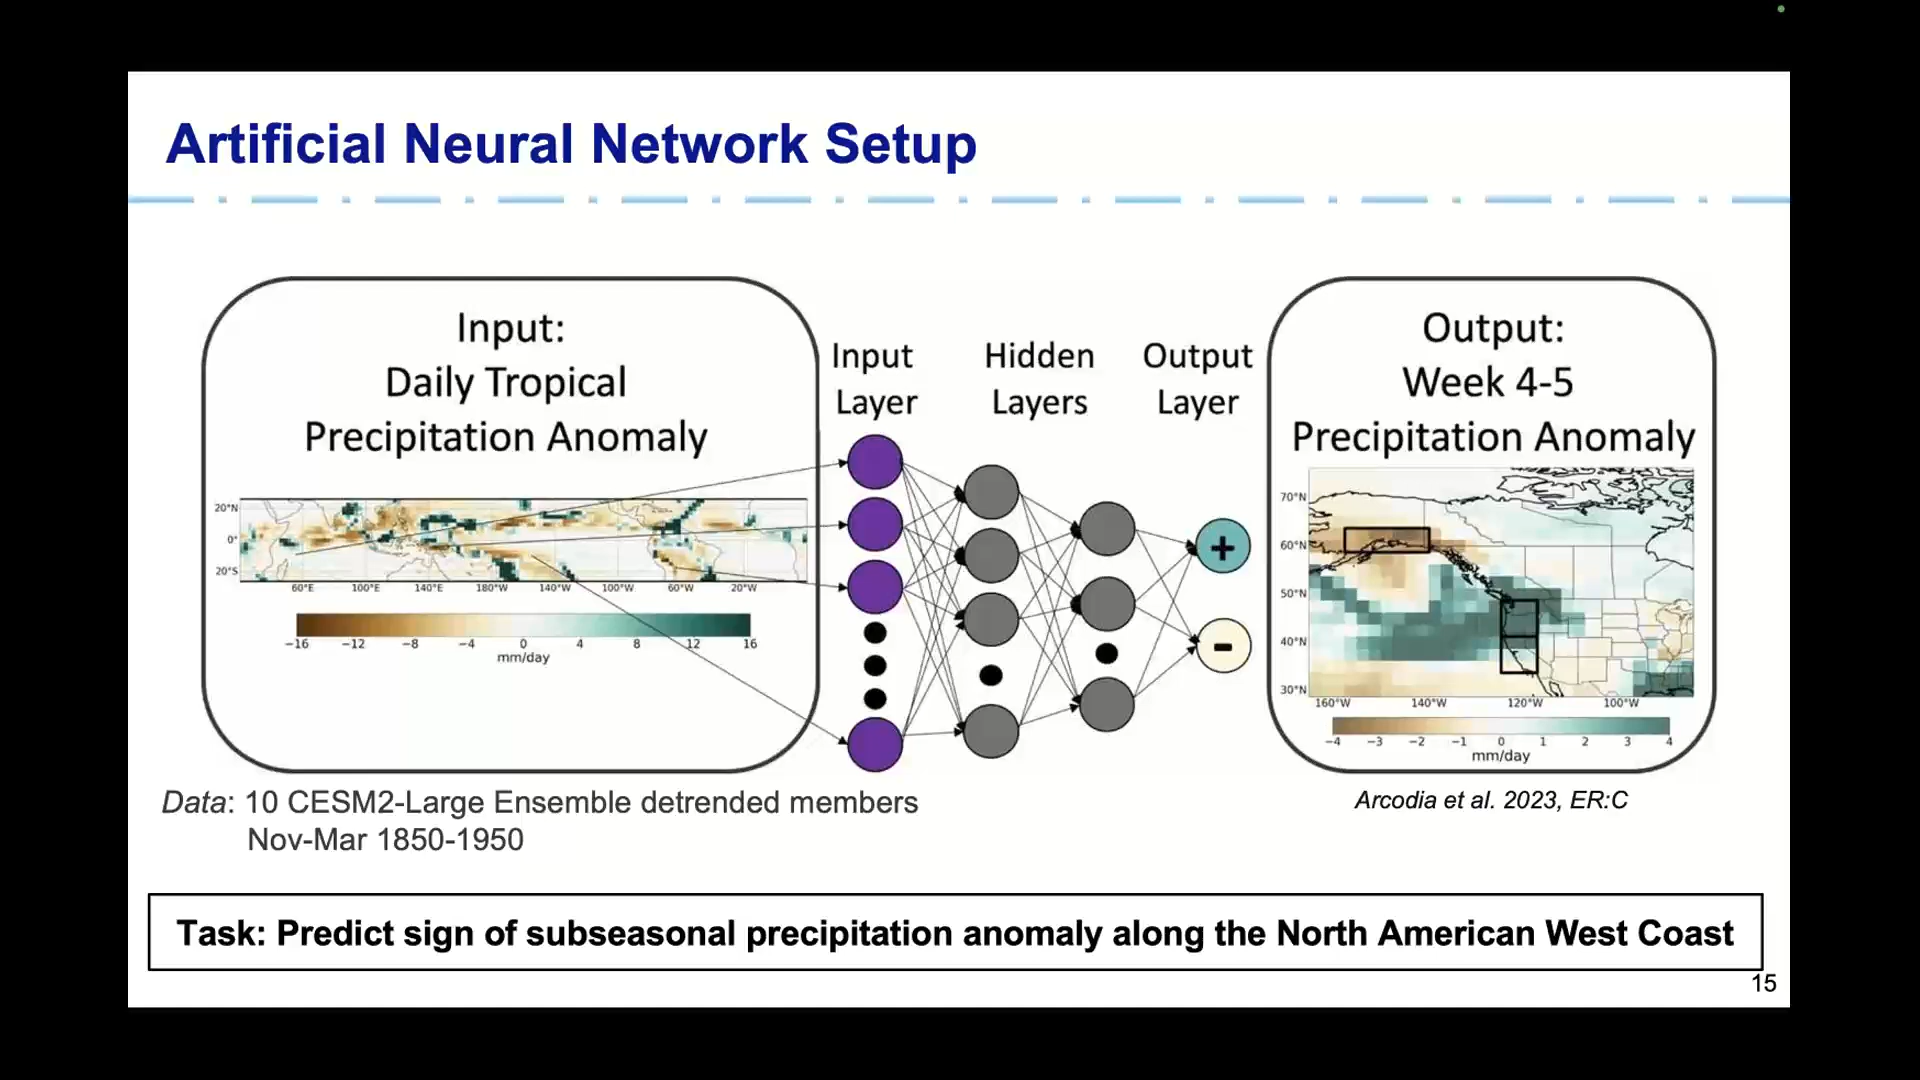 Artificial Neural Network Setup
Input:
Daily Tropical
Precipitation Anomaly
20°N
0°
20°S
60°E 100°E 140°E 180°W 140°W 100°W 60°W 20°W
−16 −12 −8 −4 0 4 8 12 16
mm/day
Input
Layer
Hidden
Layers
Output
Layer
+
-
Output:
Week 4-5
Precipitation Anomaly
70°N
60°N
50°N
40°N
30°N
160°W 140°W 120°W 100°W
−4 −3 −2 −1 0 1 2 3 4
mm/day
Data: 10 CESM2-Large Ensemble detrended members
Nov-Mar 1850-1950
Arcodia et al. 2023, ER:C
Task: Predict sign of subseasonal precipitation anomaly along the North American West Coast
15